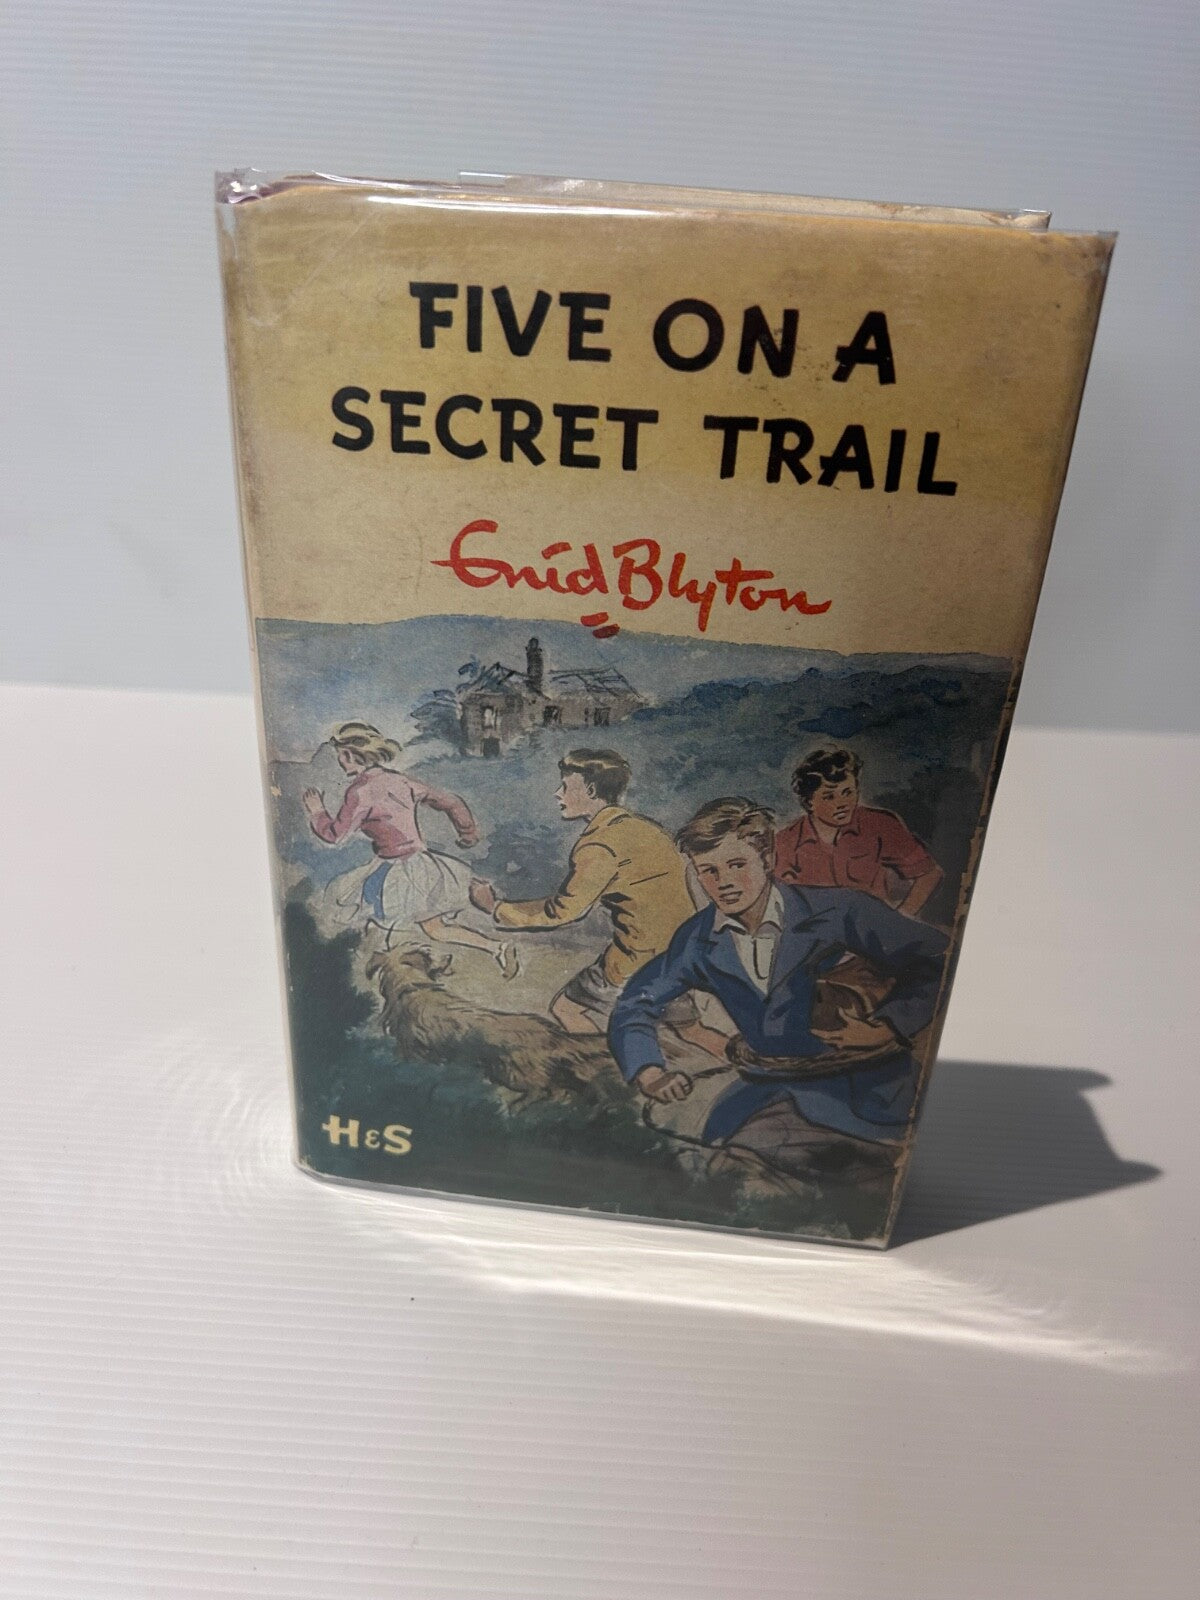 FIVE ON A
SECRET TRAIL
Enid Blyton
H & S